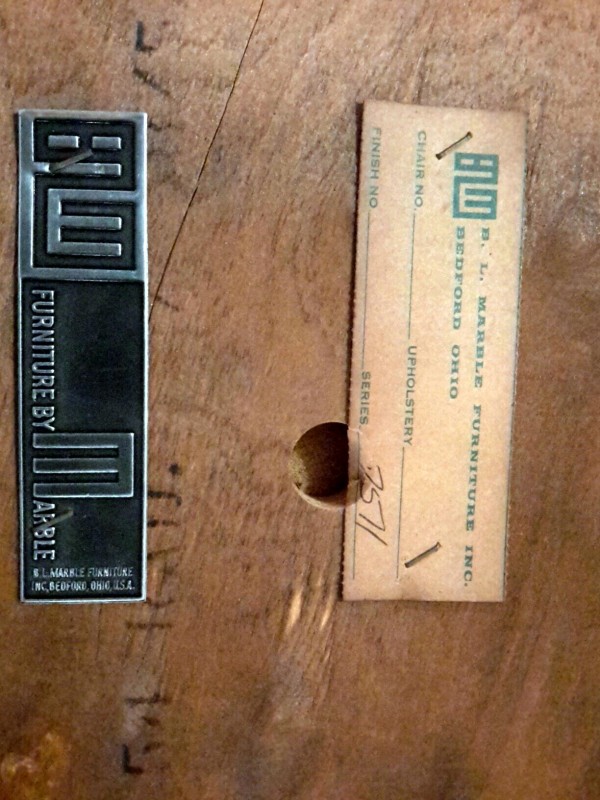 FURNITURE BY MARBLE
B.L.MARBLE FURNITURE
INC, BEDFORD, OHIO, U.S.A.
B. L. MARBLE FURNITURE INC.
BEDFORD OHIO
CHAIR NO. UPHOLSTERY
FINISH NO. SERIES 7571